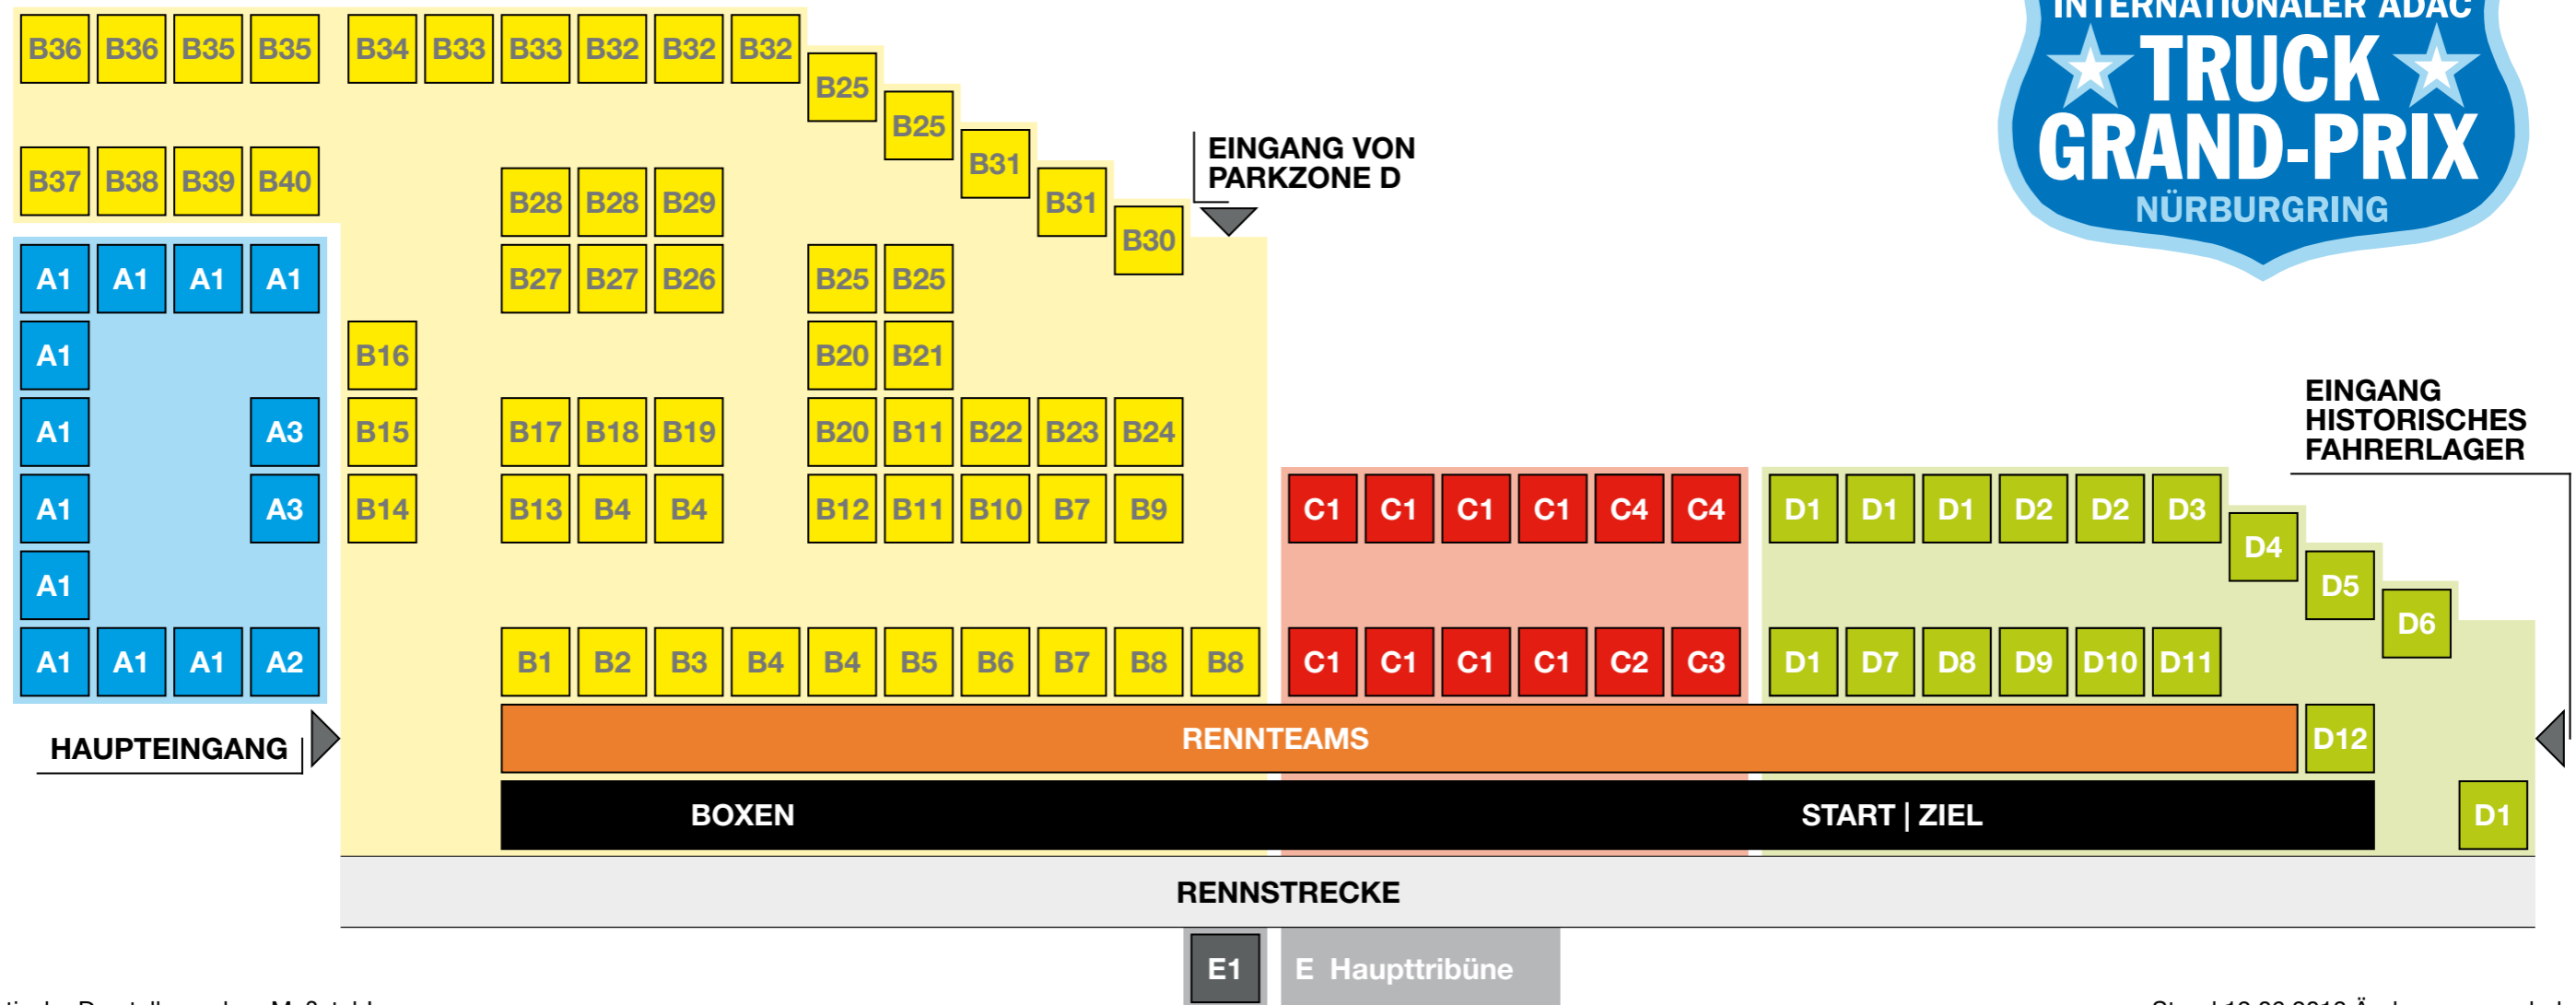 INTERNATIONALER ADAC
TRUCK
GRAND-PRIX
NÜRBURGRING
B36 B36 B35 B35 B34 B33 B33 B32 B32 B32
B25
B25
B31
B31
B30
EINGANG VON
PARKZONE D
B37 B38 B39 B40
B28 B28 B29
A1 A1 A1 A1 B27 B27 B26 B25 B25
A1 B16 B20 B21
A1 A3 B15 B17 B18 B19 B20 B11 B22 B23 B24
EINGANG
HISTORISCHES
FAHRERLAGER
A1 A3 B14 B13 B4 B4 B12 B11 B10 B7 B9 C1 C1 C1 C1 C4 C4 D1 D1 D1 D2 D2 D3
D4
D5
D6
A1
A1 A1 A1 A2 B1 B2 B3 B4 B4 B5 B6 B7 B8 B8 C1 C1 C1 C1 C2 C3 D1 D7 D8 D9 D10 D11
HAUPTEINGANG
RENNTEAMS
D12
BOXEN
START | ZIEL
D1
RENNSTRECKE
E1
E Haupttribüne